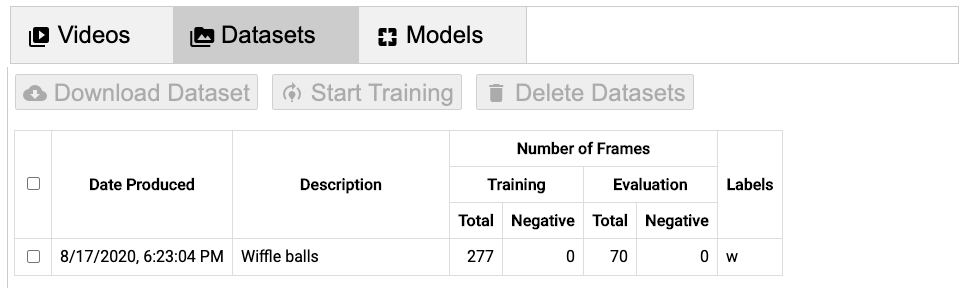 Videos Datasets Models
Download Dataset Start Training Delete Datasets
Number of Frames
Date Produced Description Training Evaluation Labels
Total Negative Total Negative
8/17/2020, 6:23:04 PM Wiffle balls 277 0 70 0 w